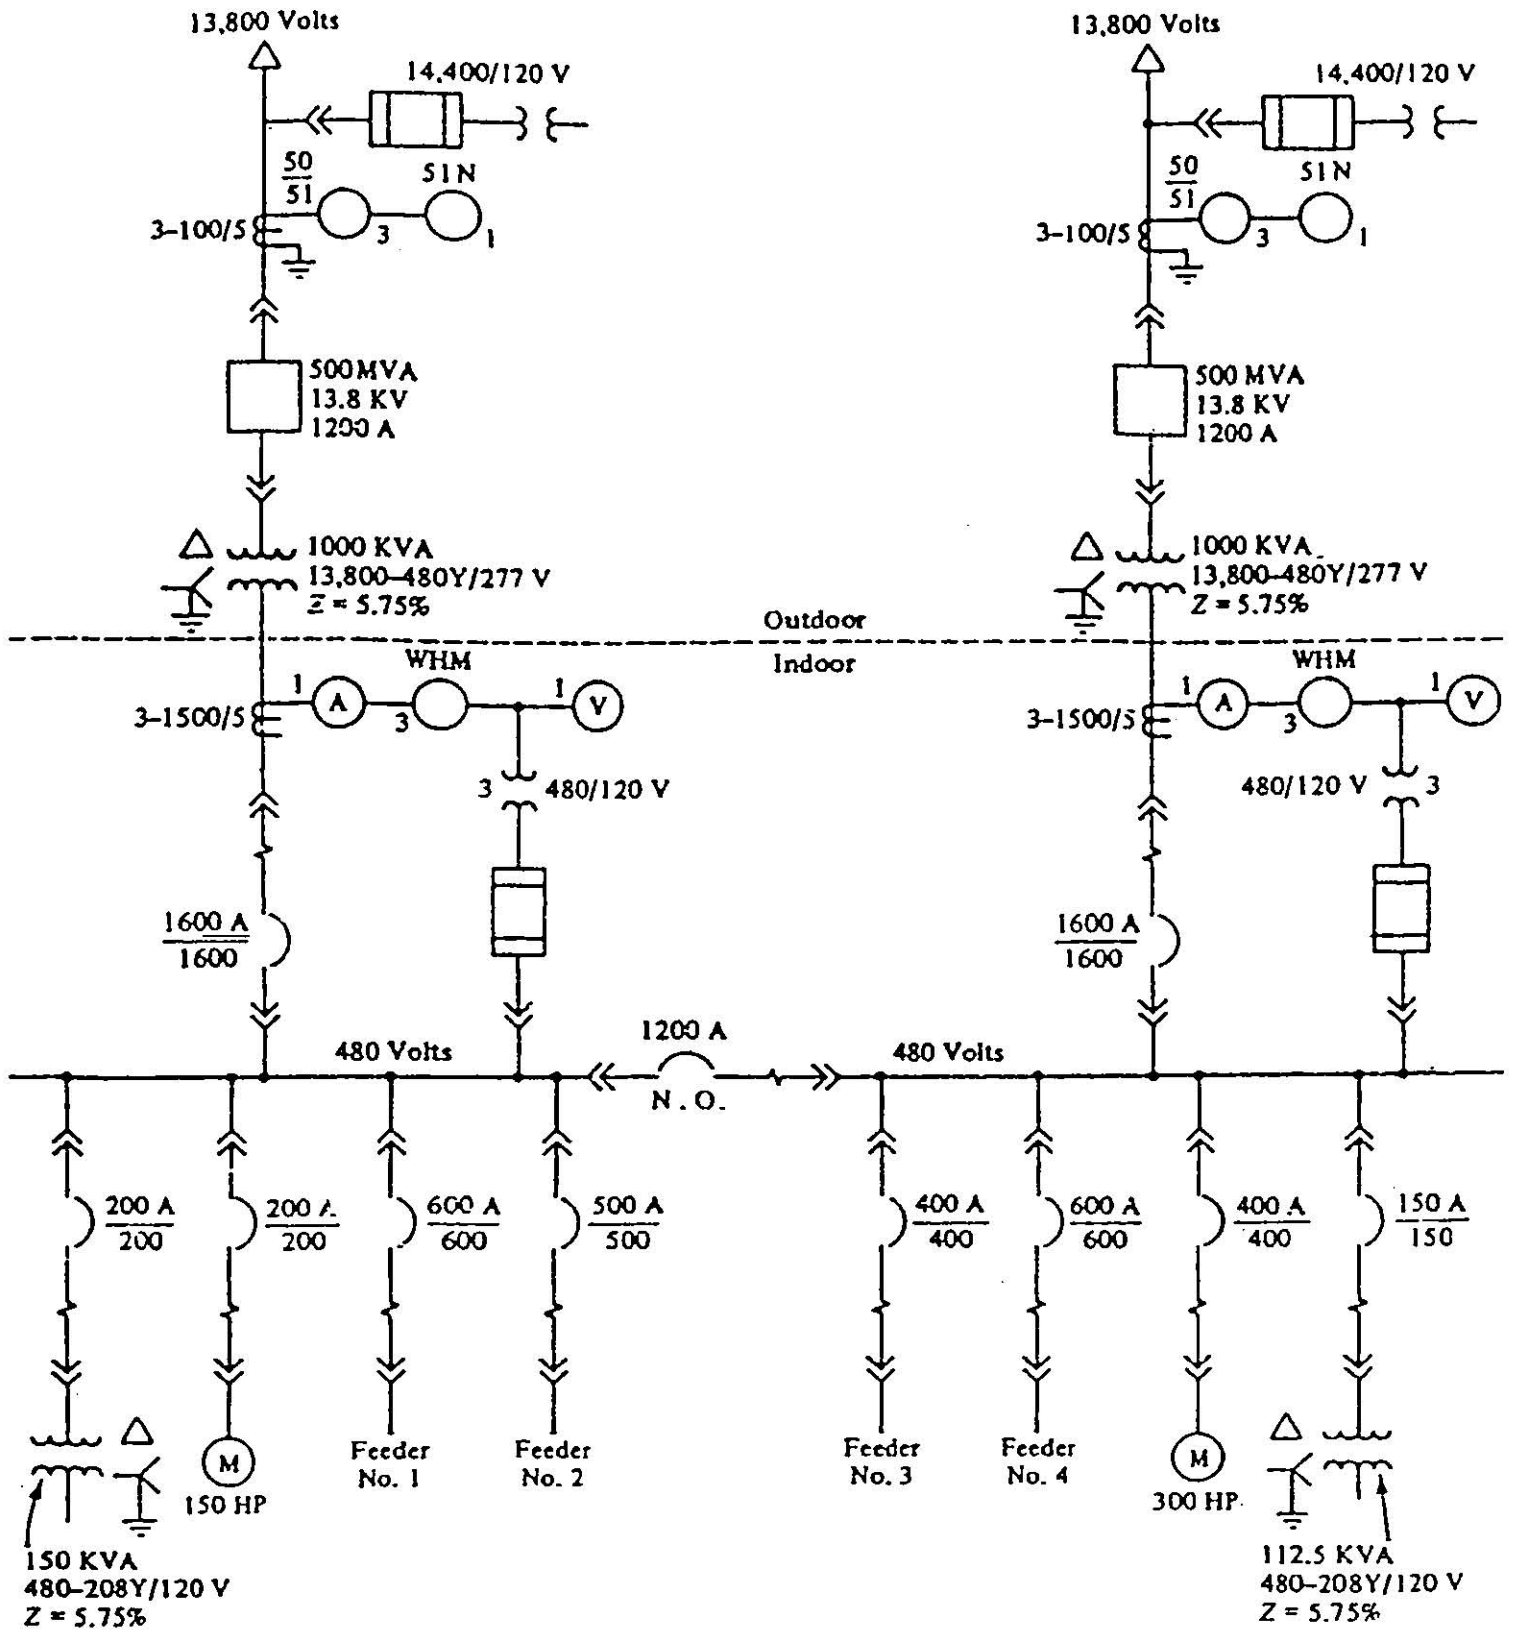 13,800 Volts
13,800 Volts
14,400/120 V
14,400/120 V
50
51
51N
50
51
51N
3-100/5
3
1
3-100/5
3
1
500MVA
13.8 KV
1200 A
500 MVA
13.8 KV
1200 A
1000 KVA
13,800-480Y/277 V
Z = 5.75%
1000 KVA
13,800-480Y/277 V
Z = 5.75%
Outdoor
Indoor
WHM
WHM
3-1500/5
1
A
3
1
V
3-1500/5
1
A
3
1
V
3
480/120 V
480/120 V
3
1600 A
1600
1600 A
1600
480 Volts
1200 A
N.O.
480 Volts
200 A
200
200 A
200
600 A
600
500 A
500
400 A
400
600 A
600
400 A
400
150 A
150
M
150 HP
Feeder
No. 1
Feeder
No. 2
Feeder
No. 3
Feeder
No. 4
M
300 HP
150 KVA
480-208Y/120 V
Z = 5.75%
112.5 KVA
480-208Y/120 V
Z = 5.75%